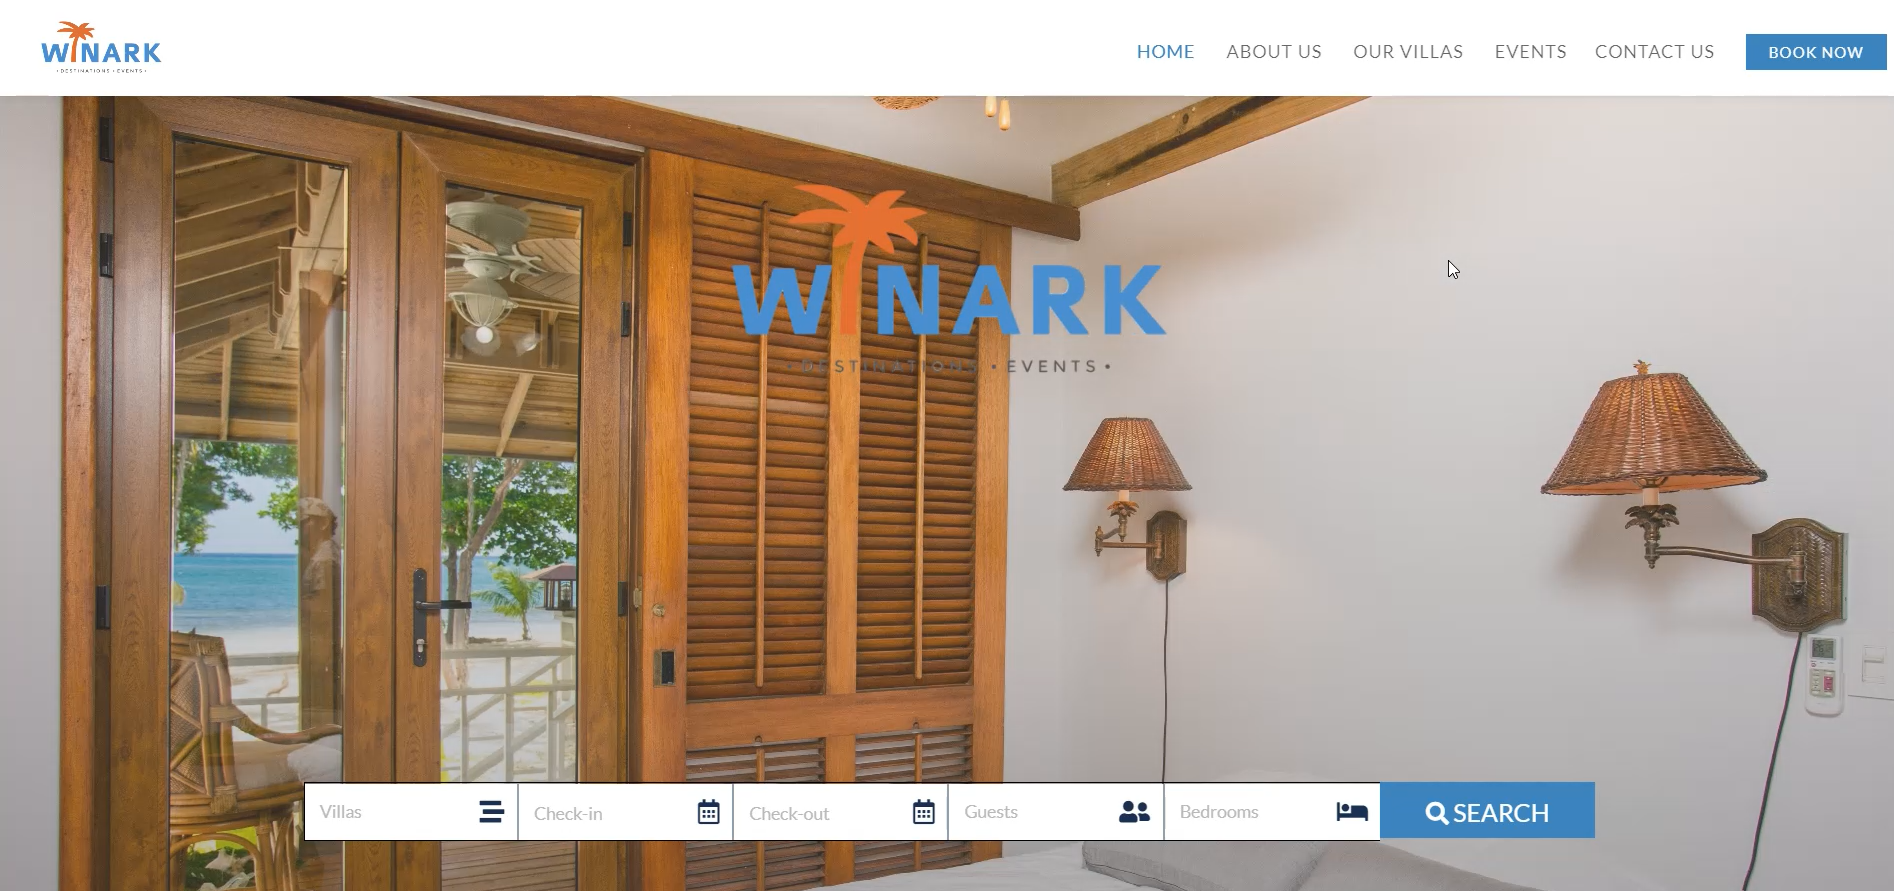 WINARK
• DESTINATIONS • EVENTS •
HOME
ABOUT US
OUR VILLAS
EVENTS
CONTACT US
BOOK NOW
WINARK
• DESTINATIONS • EVENTS •
Villas
Check-in
Check-out
Guests
Bedrooms
SEARCH